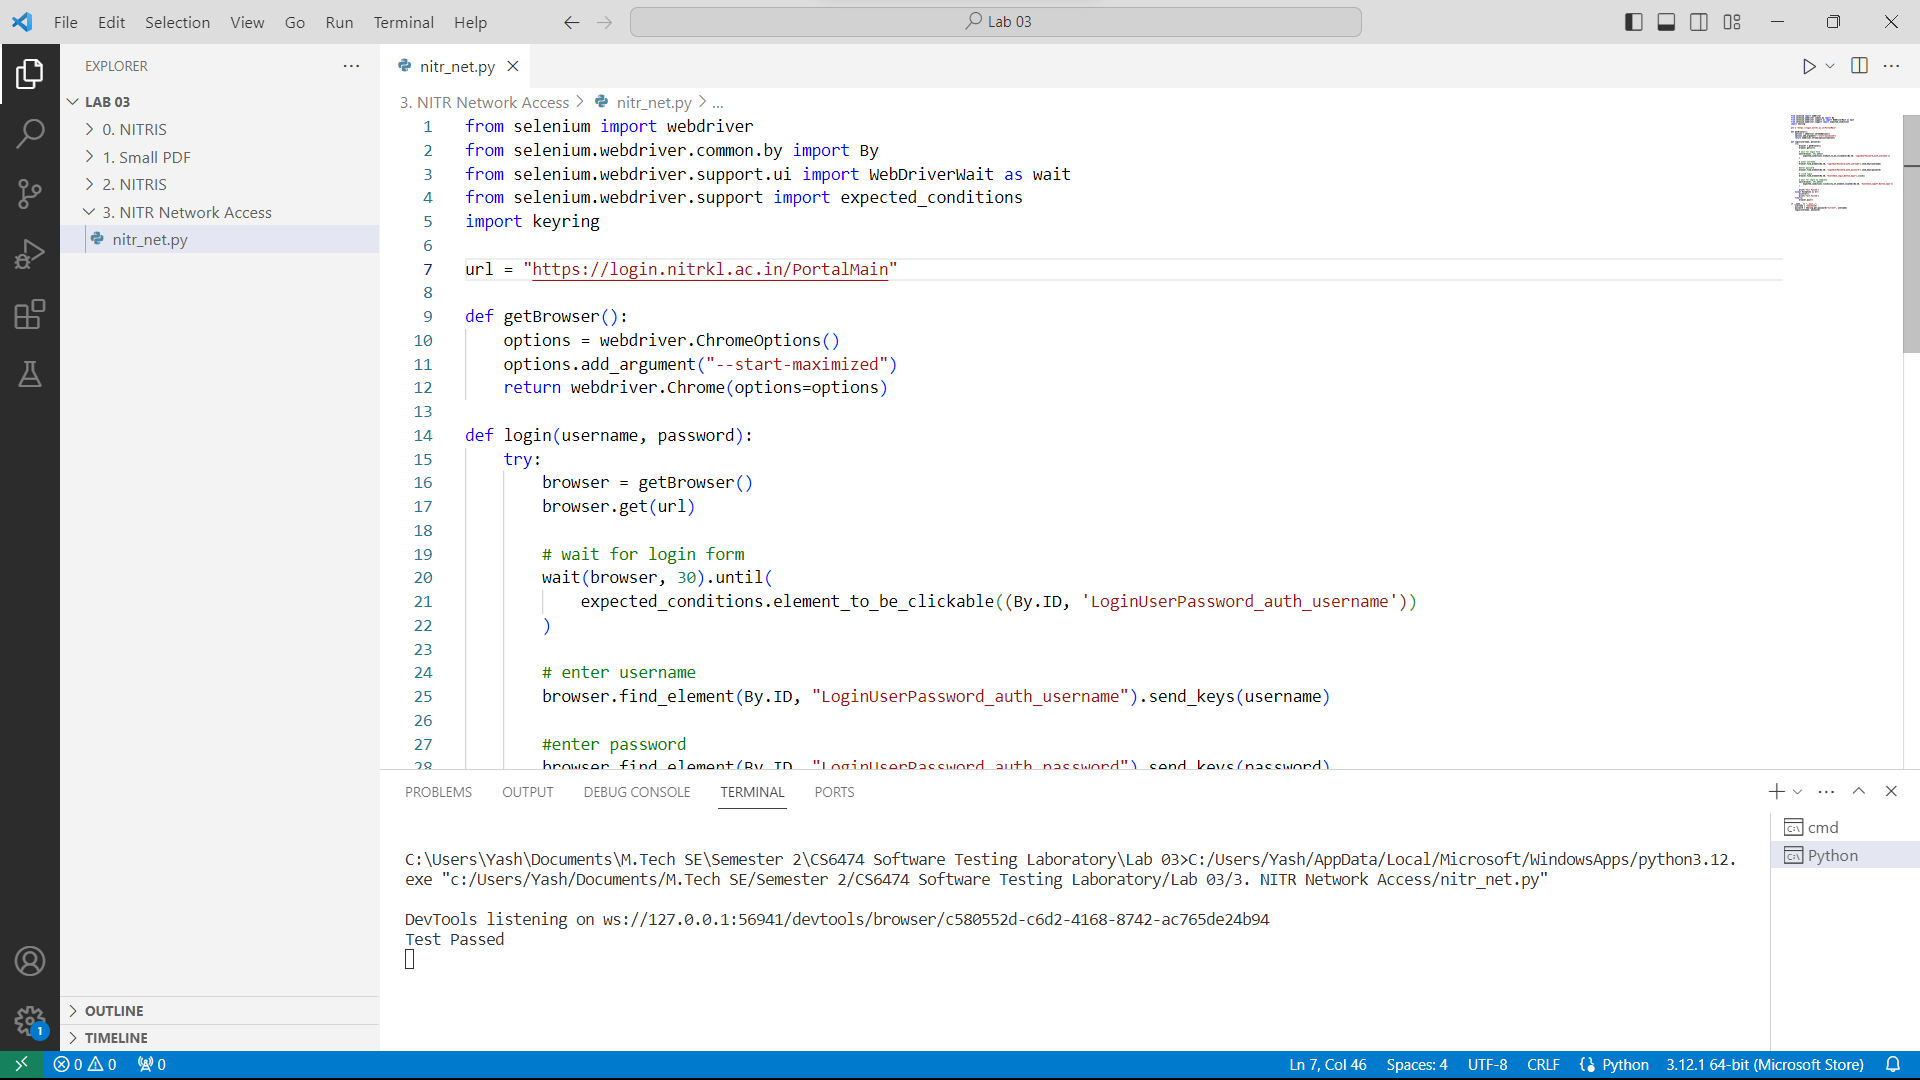 File Edit Selection View Go Run Terminal Help
Lab 03
EXPLORER
LAB 03
0. NITRIS
1. Small PDF
2. NITRIS
3. NITR Network Access
nitr_net.py
nitr_net.py
3. NITR Network Access > nitr_net.py > ...
1 from selenium import webdriver
2 from selenium.webdriver.common.by import By
3 from selenium.webdriver.support.ui import WebDriverWait as wait
4 from selenium.webdriver.support import expected_conditions
5 import keyring
6
7 url = "https://login.nitrkl.ac.in/PortalMain"
8
9 def getBrowser():
10 options = webdriver.ChromeOptions()
11 options.add_argument("--start-maximized")
12 return webdriver.Chrome(options=options)
13
14 def login(username, password):
15 try:
16 browser = getBrowser()
17 browser.get(url)
18
19 # wait for login form
20 wait(browser, 30).until(
21 expected_conditions.element_to_be_clickable((By.ID, 'LoginUserPassword_auth_username'))
22 )
23
24 # enter username
25 browser.find_element(By.ID, "LoginUserPassword_auth_username").send_keys(username)
26
27 #enter password
28 browser.find_element(By.ID, "LoginUserPassword_auth_password").send_keys(password)
PROBLEMS OUTPUT DEBUG CONSOLE TERMINAL PORTS
cmd
Python
C:\Users\Yash\Documents\M.Tech SE\Semester 2\CS6474 Software Testing Laboratory\Lab 03>C:/Users/Yash/AppData/Local/Microsoft/WindowsApps/python3.12.
exe "c:/Users/Yash/Documents/M.Tech SE/Semester 2/CS6474 Software Testing Laboratory/Lab 03/3. NITR Network Access/nitr_net.py"
DevTools listening on ws://127.0.0.1:56941/devtools/browser/c580552d-c6d2-4168-8742-ac765de24b94
Test Passed
OUTLINE
TIMELINE
1
0 0 0 Ln 7, Col 46 Spaces: 4 UTF-8 CRLF Python 3.12.1 64-bit (Microsoft Store)